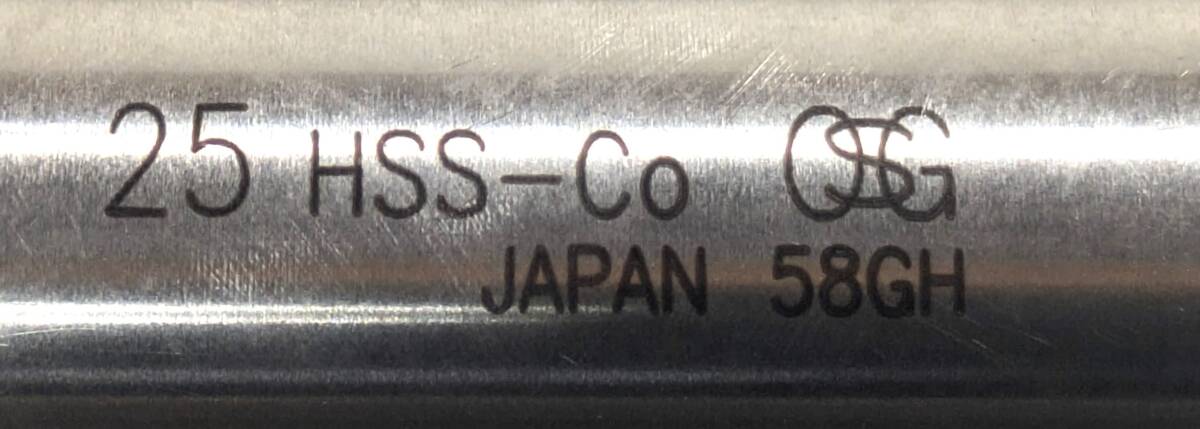 25 HSS-Co OSG
JAPAN 58GH